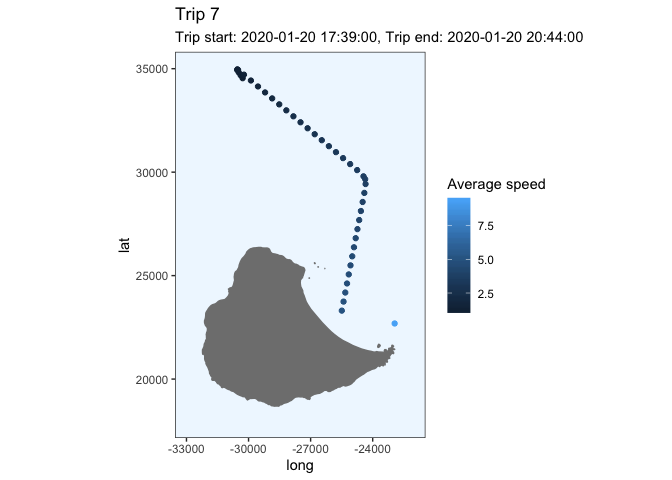 Trip 7
Trip start: 2020-01-20 17:39:00, Trip end: 2020-01-20 20:44:00
35000
30000
25000
20000
lat
-33000 -30000 -27000 -24000
long
Average speed
7.5
5.0
2.5